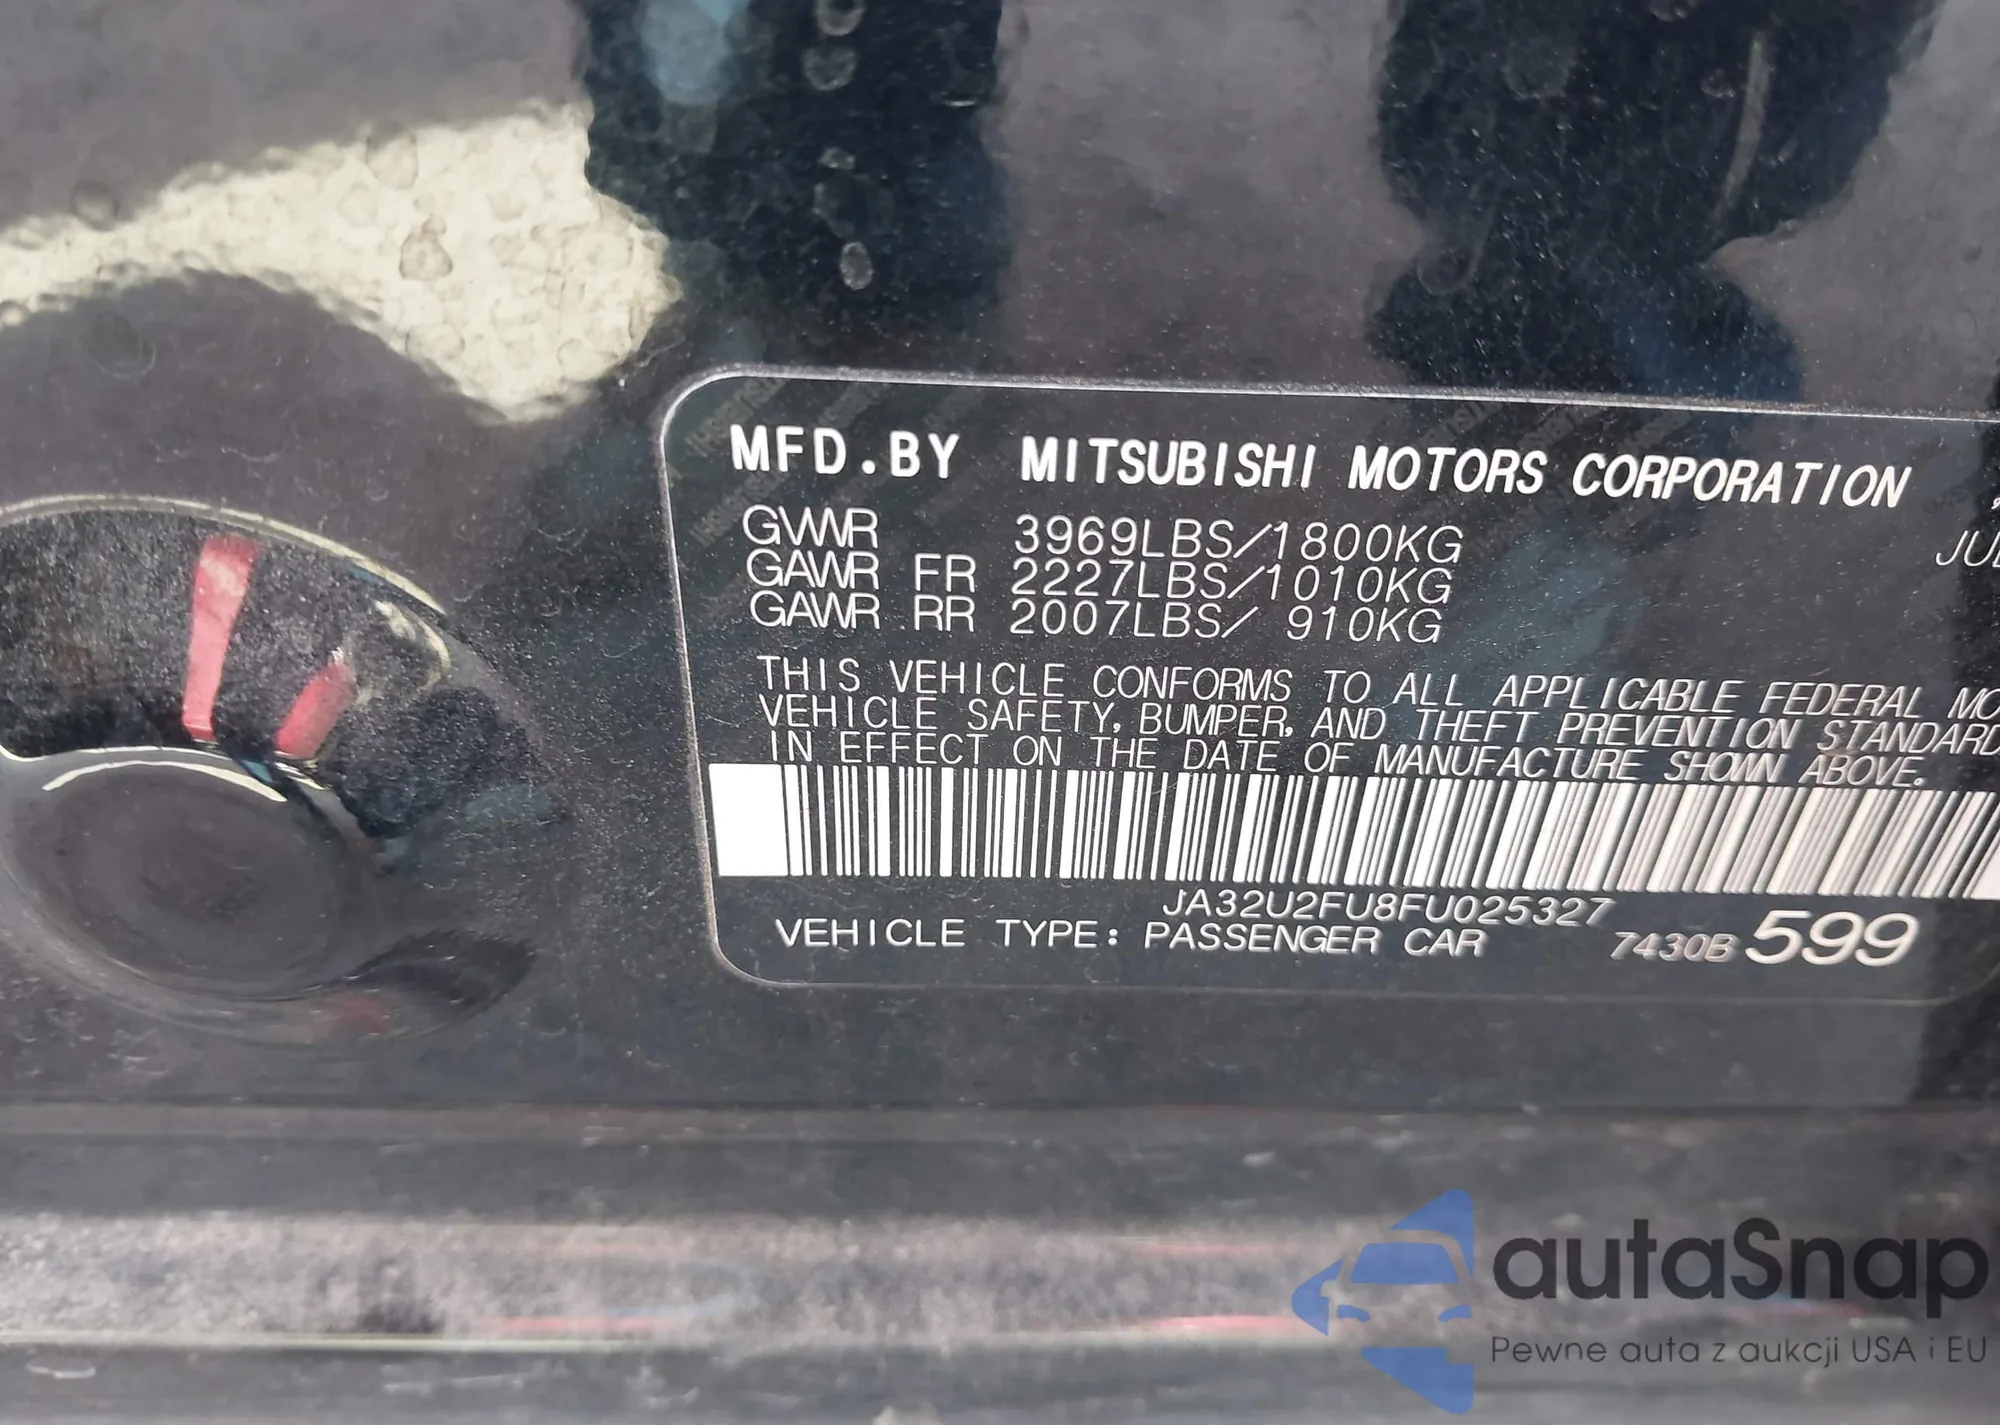 MFD.BY MITSUBISHI MOTORS CORPORATION
GVWR 3969LBS/1800KG
GAWR FR 2227LBS/1010KG
GAWR RR 2007LBS/ 910KG
THIS VEHICLE CONFORMS TO ALL APPLICABLE FEDERAL
VEHICLE SAFETY, BUMPER, AND THEFT PREVENTION STANDARD
IN EFFECT ON THE DATE OF MANUFACTURE SHOWN ABOVE.
JA32U2FU8FU025327
VEHICLE TYPE: PASSENGER CAR 7430B 599
autaSnap
Pewne auta z aukcji USA i EU